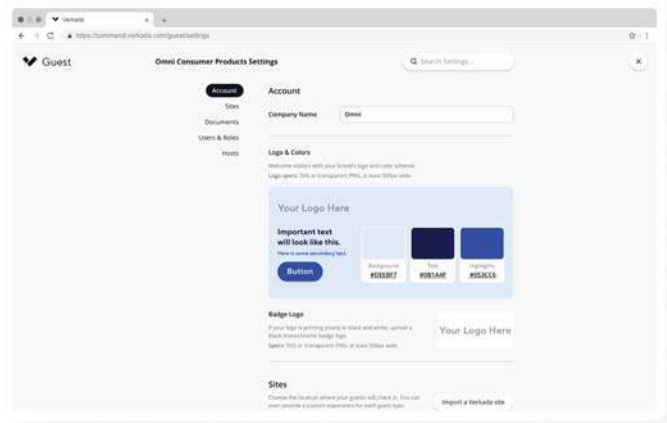 Verkada
https://command.verkada.com/guest/settings
Guest
Omni Consumer Products Settings
Search Settings...
Account
Sites
Documents
Users & Roles
Hosts
Account
Company Name
Omni
Logo & Colors
Welcome visitors with your brand's logo and color scheme.
Logo specs: SVG or transparent PNG, at least 500px wide.
Your Logo Here
Important text
will look like this.
Here is some secondary text.
Button
Background
#DEEBF7
Text
#0B1A4F
Highlights
#053CC6
Badge Logo
If your logo is printing poorly in black and white, upload a
black monochrome badge logo.
Specs: SVG or transparent PNG, at least 500px wide.
Your Logo Here
Sites
Choose the location where your guests will check in. You can
even provide a custom experience for each guest type.
Import a Verkada site